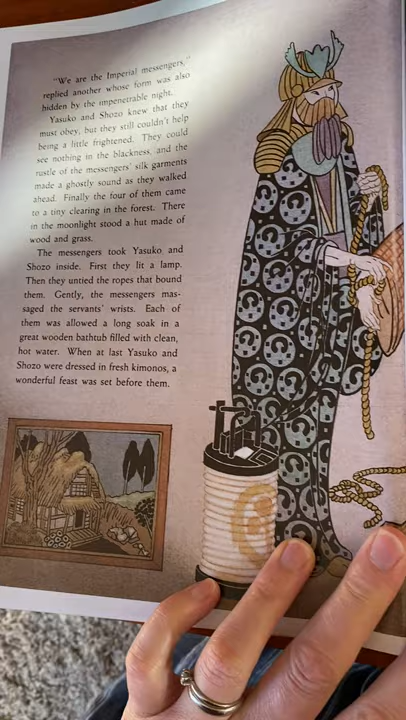 "We are the Imperial messengers,"
replied another whose form was also
hidden by the impenetrable night.
Yasuko and Shozo knew that they
must obey, but they still couldn't help
being a little frightened. They could
see nothing in the blackness, and the
rustle of the messengers' silk garments
made a ghostly sound as they walked
ahead. Finally the four of them came
to a tiny clearing in the forest. There
in the moonlight stood a hut made of
wood and grass.
The messengers took Yasuko and
Shozo inside. First they lit a lamp.
Then they untied the ropes that bound
them. Gently, the messengers mas-
saged the servants' wrists. Each of
them was allowed a long soak in a
great wooden bathtub filled with clean,
hot water. When at last Yasuko and
Shozo were dressed in fresh kimonos, a
wonderful feast was set before them.